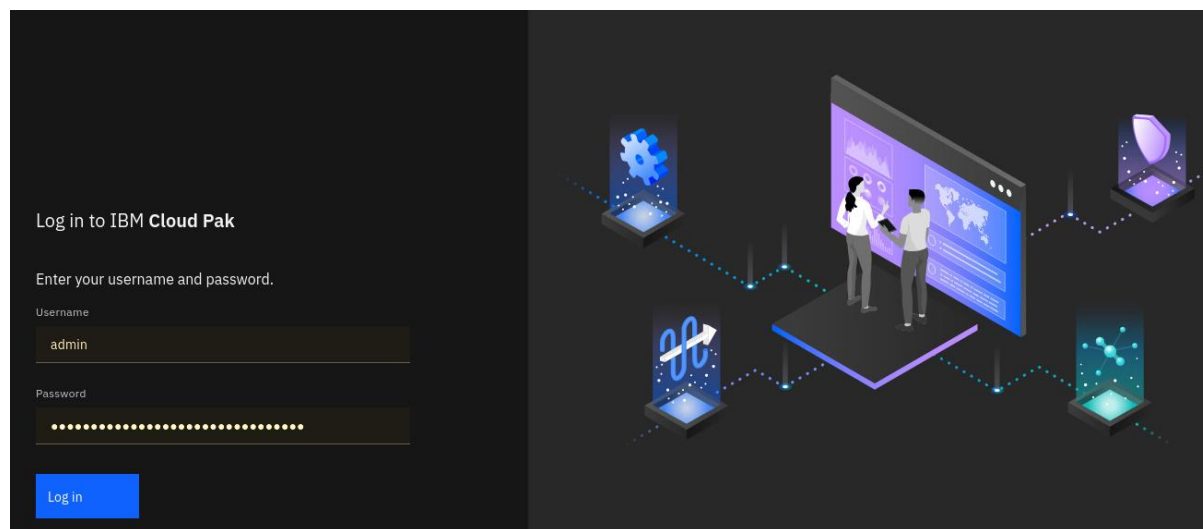 Log in to IBM Cloud Pak
Enter your username and password.
Username
admin
Password
••••••••••••••••••••••••••••••••
Log in